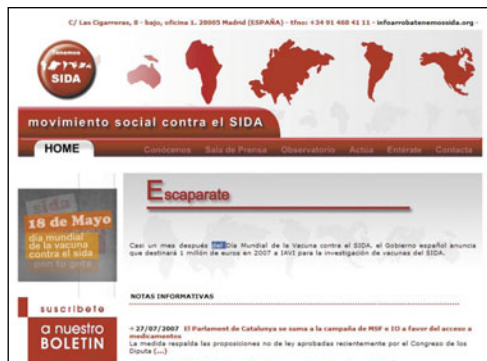 C/ Las Cigarreras, 8 - bajo, oficina 1. 28005 Madrid (ESPAÑA) - tfno: +34 91 468 41 11 - infoarrobatenemossida.org -
Tenemos
SIDA
movimiento social contra el SIDA
HOME Conócenos Sala de Prensa Observatorio Actua Entérate Contacta
sida
18 de Mayo
día mundial
de la vacuna
contra el sida
Escaparate
Casi un mes después del Día Mundial de la Vacuna contra el SIDA, el Gobierno español anuncia
que destinará 1 millón de euros en 2007 a IAVI para la investigación de vacunas del SIDA.
suscríbete
a nuestro
BOLETIN
NOTAS INFORMATIVAS
27/07/2007 El Parlament de Catalunya se suma a la campaña de MSF e IO a favor del acceso a
medicamentos
La medida respalda las proposiciones no de ley aprobadas recientemente por el Congreso de los
Diputa (...)